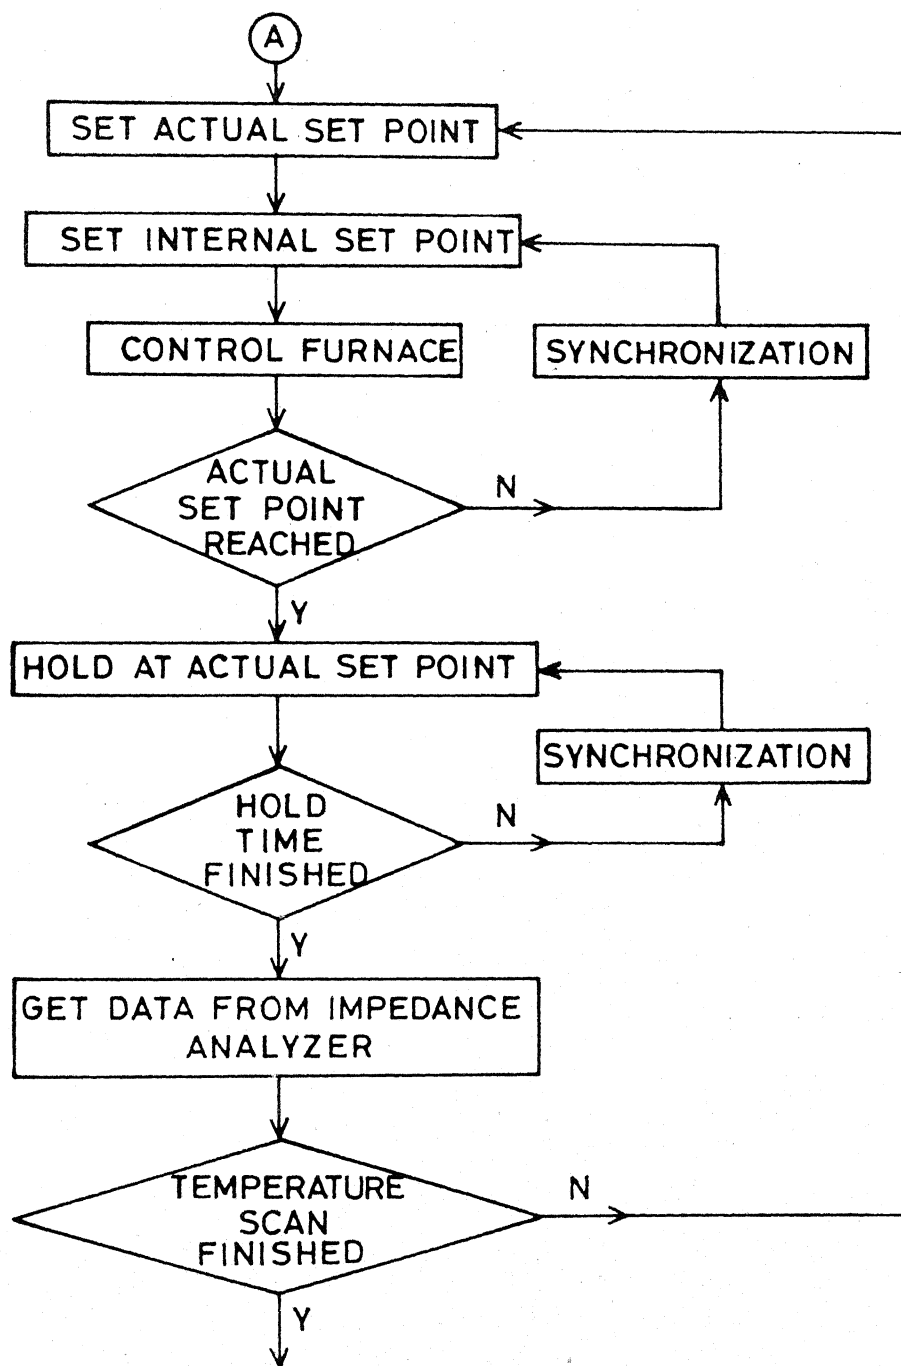 A
SET ACTUAL SET POINT
SET INTERNAL SET POINT
CONTROL FURNACE
SYNCHRONIZATION
ACTUAL
SET POINT
REACHED
N
Y
HOLD AT ACTUAL SET POINT
SYNCHRONIZATION
HOLD
TIME
FINISHED
N
Y
GET DATA FROM IMPEDANCE
ANALYZER
TEMPERATURE
SCAN
FINISHED
N
Y